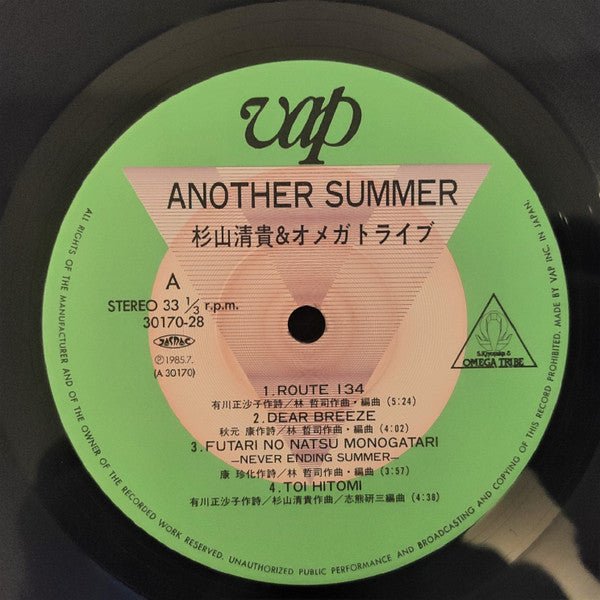 vap
ANOTHER SUMMER
杉山清貴&オメガトライブ
A
STEREO 33 1/3 r.p.m.
30170-28
JASRAC
Ⓟ1985.7.
(A 30170)
S.Kiyotaka &
OMEGA TRIBE
1.ROUTE 134
有川正沙子作詩/林 哲司作曲・編曲(5:24)
2.DEAR BREEZE
秋元 康作詩/林 哲司作曲・編曲(4:02)
3.FUTARI NO NATSU MONOGATARI
—NEVER ENDING SUMMER—
康 珍化作詩/林 哲司作曲・編曲(3:57)
4.TOI HITOMI
有川正沙子作詩/杉山清貴作曲/志熊研三編曲(4:38)
ALL RIGHTS OF THE MANUFACTURER AND OF THE OWNER OF THE RECORDED WORK RESERVED. UNAUTHORIZED PUBLIC PERFORMANCE AND BROADCASTING AND COPYING OF THIS RECORD PROHIBITED. MADE BY VAP INC. IN JAPAN.